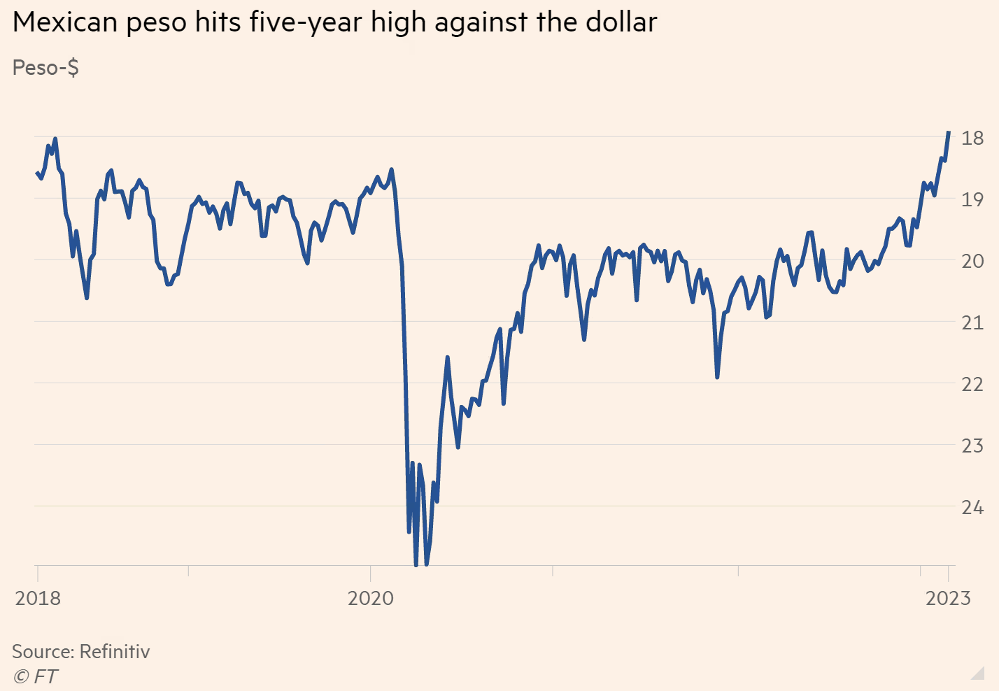 Mexican peso hits five-year high against the dollar
Peso-$
18
19
20
21
22
23
24
2018
2020
2023
Source: Refinitiv
© FT